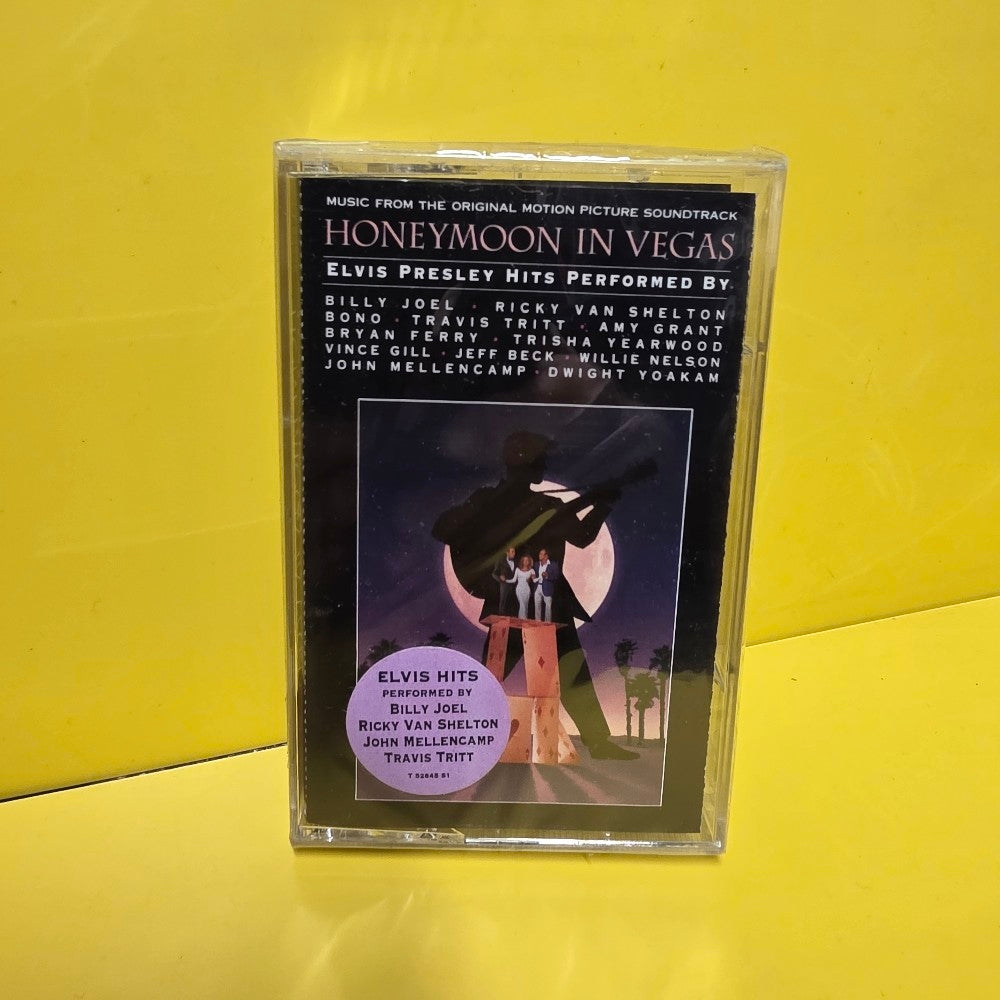 MUSIC FROM THE ORIGINAL MOTION PICTURE SOUNDTRACK
HONEYMOON IN VEGAS
ELVIS PRESLEY HITS PERFORMED BY
BILLY JOEL · RICKY VAN SHELTON
BONO · TRAVIS TRITT · AMY GRANT
BRYAN FERRY · TRISHA YEARWOOD
VINCE GILL · JEFF BECK · WILLIE NELSON
JOHN MELLENCAMP · DWIGHT YOAKAM
ELVIS HITS
PERFORMED BY
BILLY JOEL
RICKY VAN SHELTON
JOHN MELLENCAMP
TRAVIS TRITT
T 52845 S1